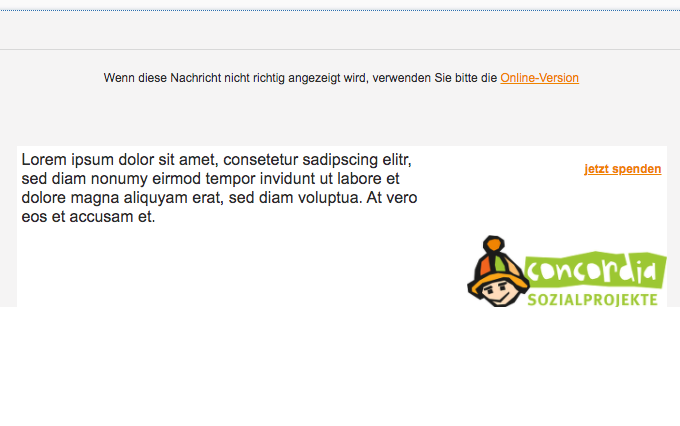 Wenn diese Nachricht nicht richtig angezeigt wird, verwenden Sie bitte die Online-Version
Lorem ipsum dolor sit amet, consetetur sadipscing elitr,
sed diam nonumy eirmod tempor invidunt ut labore et
dolore magna aliquyam erat, sed diam voluptua. At vero
eos et accusam et.
jetzt spenden
concordia
SOZIALPROJEKTE